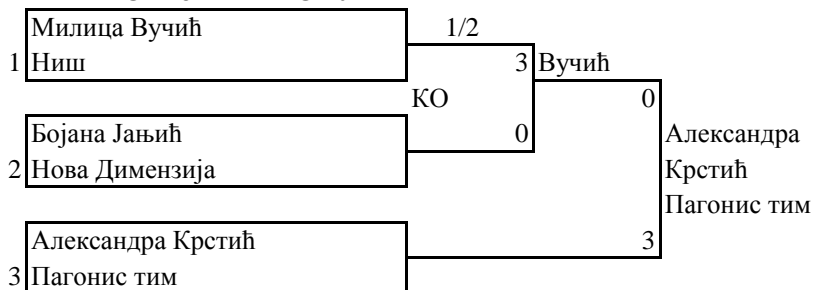 Милица Вучић
1/2
1 Ниш
3 Вучић
КО
0
Бојана Јањић
0
Александра
2 Нова Димензија
Крстић
Пагонис тим
Александра Крстић
3
3 Пагонис тим